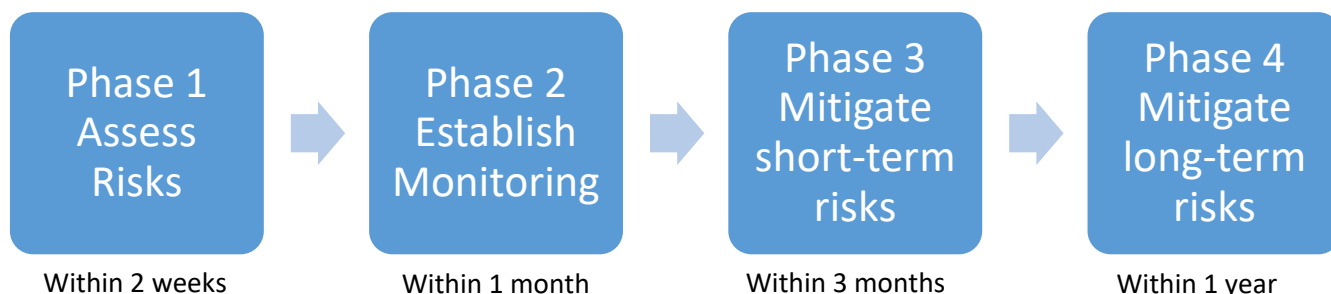 Phase 1
Assess
Risks
Within 2 weeks
Phase 2
Establish
Monitoring
Within 1 month
Phase 3
Mitigate
short-term
risks
Within 3 months
Phase 4
Mitigate
long-term
risks
Within 1 year